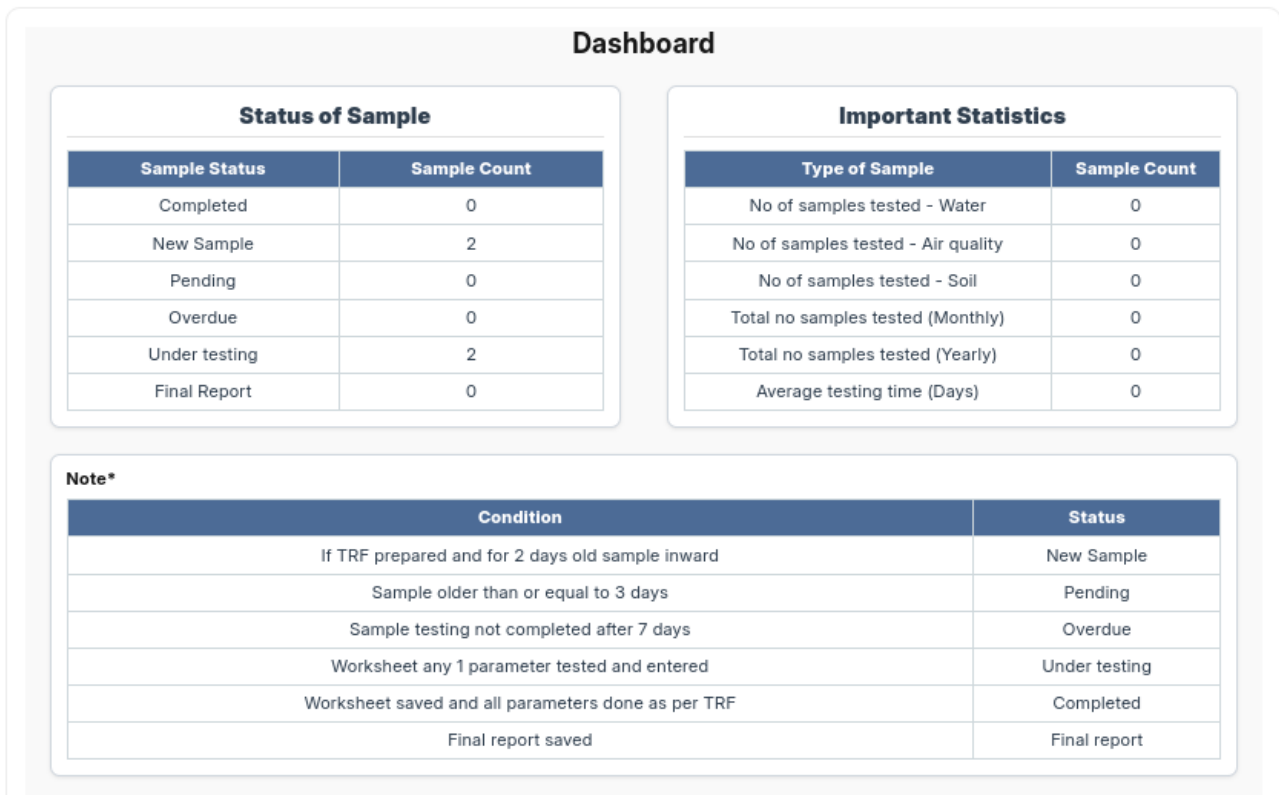 Dashboard
Status of Sample
Sample Status Sample Count
Completed 0
New Sample 2
Pending 0
Overdue 0
Under testing 2
Final Report 0
Important Statistics
Type of Sample Sample Count
No of samples tested - Water 0
No of samples tested - Air quality 0
No of samples tested - Soil 0
Total no samples tested (Monthly) 0
Total no samples tested (Yearly) 0
Average testing time (Days) 0
Note*
Condition Status
If TRF prepared and for 2 days old sample inward New Sample
Sample older than or equal to 3 days Pending
Sample testing not completed after 7 days Overdue
Worksheet any 1 parameter tested and entered Under testing
Worksheet saved and all parameters done as per TRF Completed
Final report saved Final report